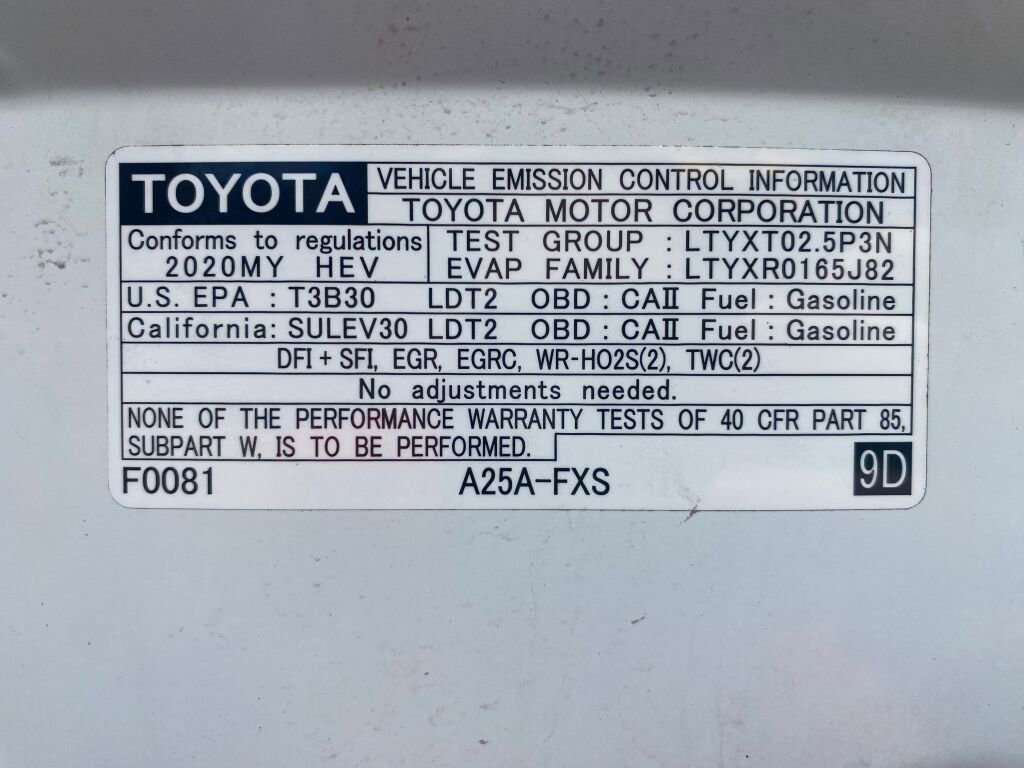 TOYOTA VEHICLE EMISSION CONTROL INFORMATION
TOYOTA MOTOR CORPORATION
Conforms to regulations TEST GROUP : LTYXT02.5P3N
2020MY HEV EVAP FAMILY : LTYXR0165J82
U.S. EPA : T3B30 LDT2 OBD : CAⅡ Fuel : Gasoline
California: SULEV30 LDT2 OBD : CAⅡ Fuel : Gasoline
DFI + SFI, EGR, EGRC, WR-HO2S(2), TWC(2)
No adjustments needed.
NONE OF THE PERFORMANCE WARRANTY TESTS OF 40 CFR PART 85,
SUBPART W, IS TO BE PERFORMED.
F0081 A25A-FXS 9D